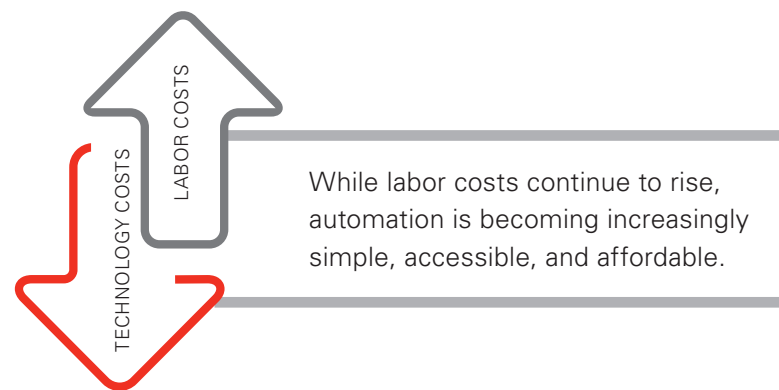 LABOR COSTS
TECHNOLOGY COSTS
While labor costs continue to rise,
automation is becoming increasingly
simple, accessible, and affordable.